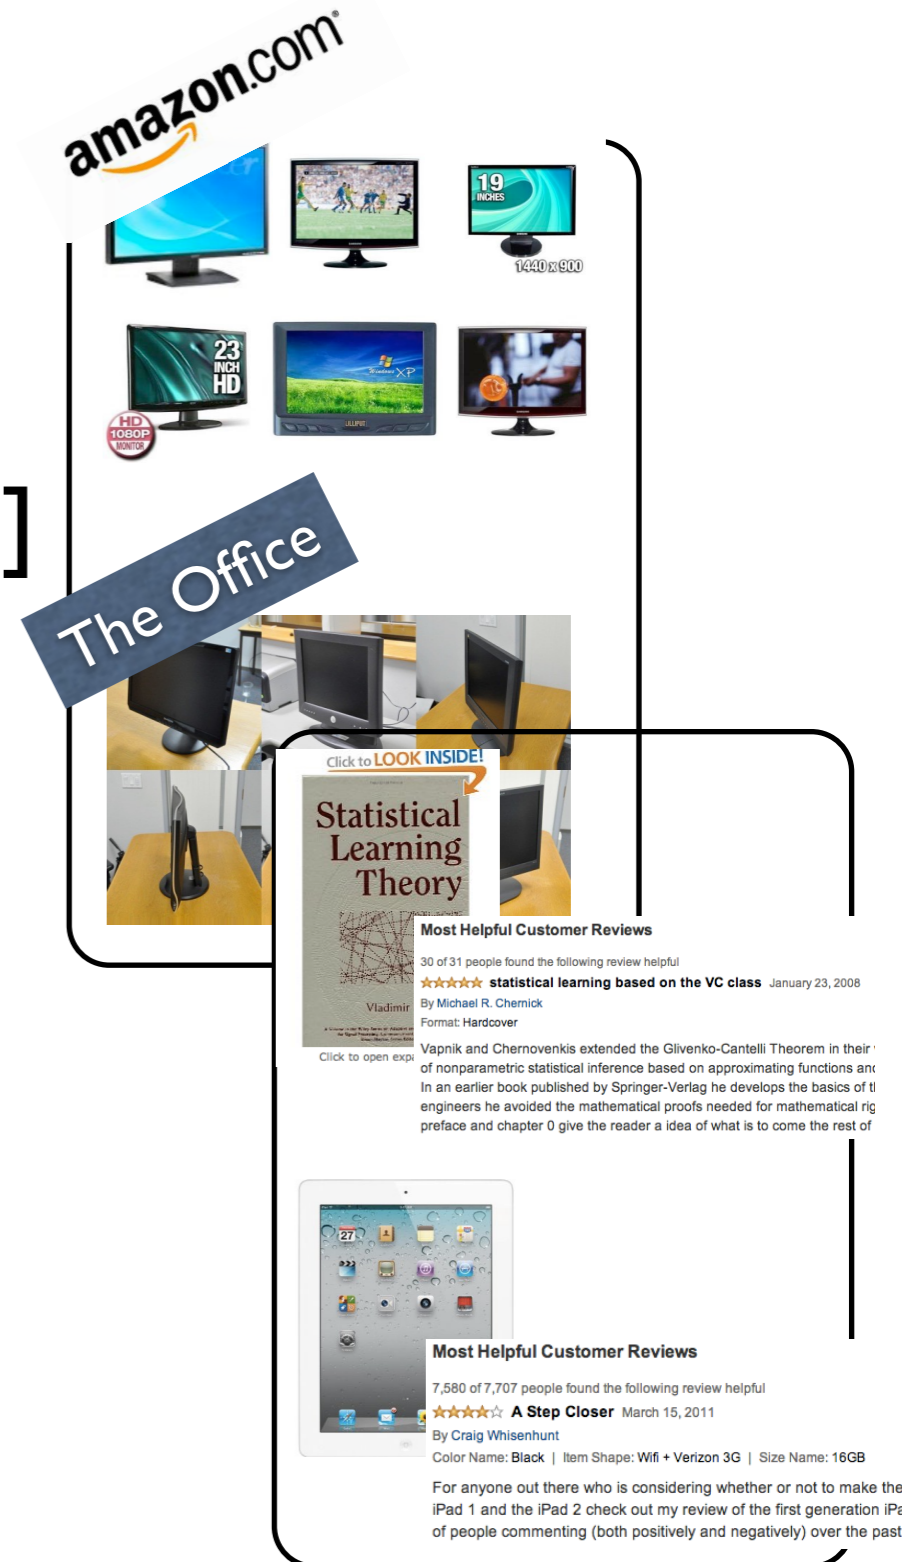 amazon.com
19
INCHES
1440 x 900
23
INCH
HD
HD
1080P
MONITOR
Windows XP
LILLIPUT
]
The Office
Click to LOOK INSIDE!
Statistical
Learning
Theory
Vladimir
Click to open expa
Most Helpful Customer Reviews
30 of 31 people found the following review helpful
statistical learning based on the VC class January 23, 2008
By Michael R. Chernick
Format: Hardcover
Vapnik and Chernovenkis extended the Glivenko-Cantelli Theorem in their
of nonparametric statistical inference based on approximating functions and
In an earlier book published by Springer-Verlag he develops the basics of
engineers he avoided the mathematical proofs needed for mathematical rig
preface and chapter 0 give the reader a idea of what is to come the rest of
27
Most Helpful Customer Reviews
7,580 of 7,707 people found the following review helpful
A Step Closer March 15, 2011
By Craig Whisenhunt
Color Name: Black | Item Shape: Wifi + Verizon 3G | Size Name: 16GB
For anyone out there who is considering whether or not to make the
iPad 1 and the iPad 2 check out my review of the first generation iPa
of people commenting (both positively and negatively) over the past